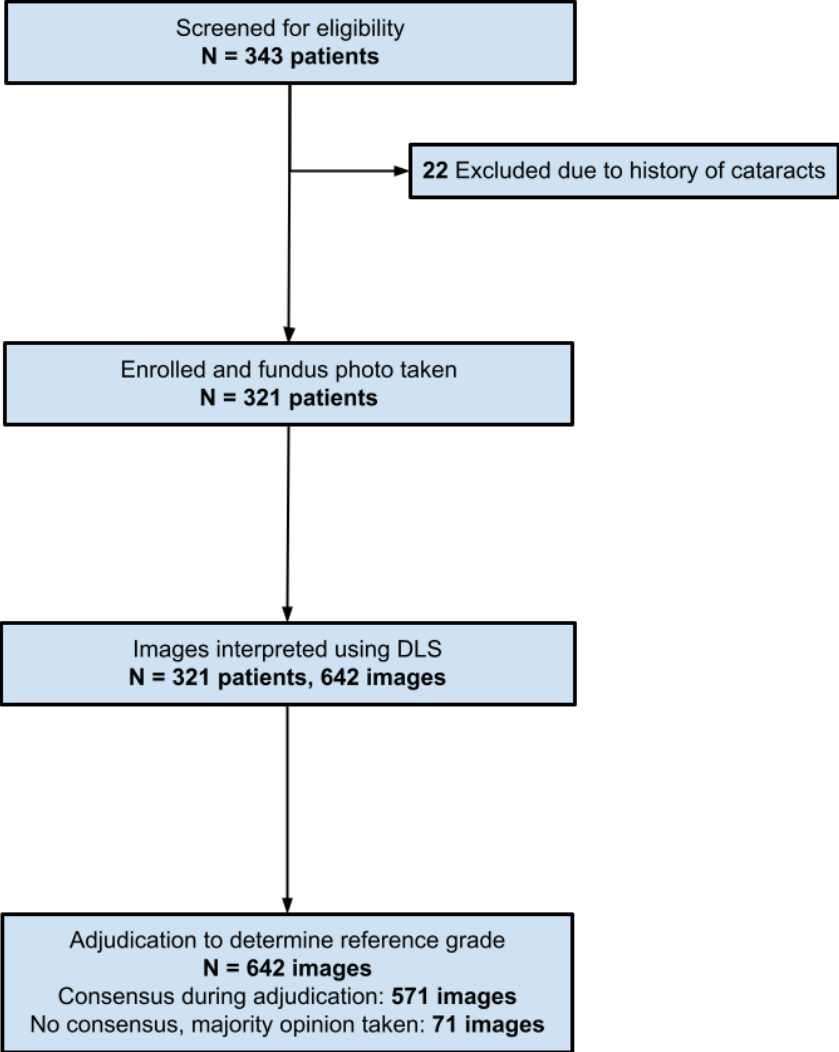 Screened for eligibility
N = 343 patients
22 Excluded due to history of cataracts
Enrolled and fundus photo taken
N = 321 patients
Images interpreted using DLS
N = 321 patients, 642 images
Adjudication to determine reference grade
N = 642 images
Consensus during adjudication: 571 images
No consensus, majority opinion taken: 71 images